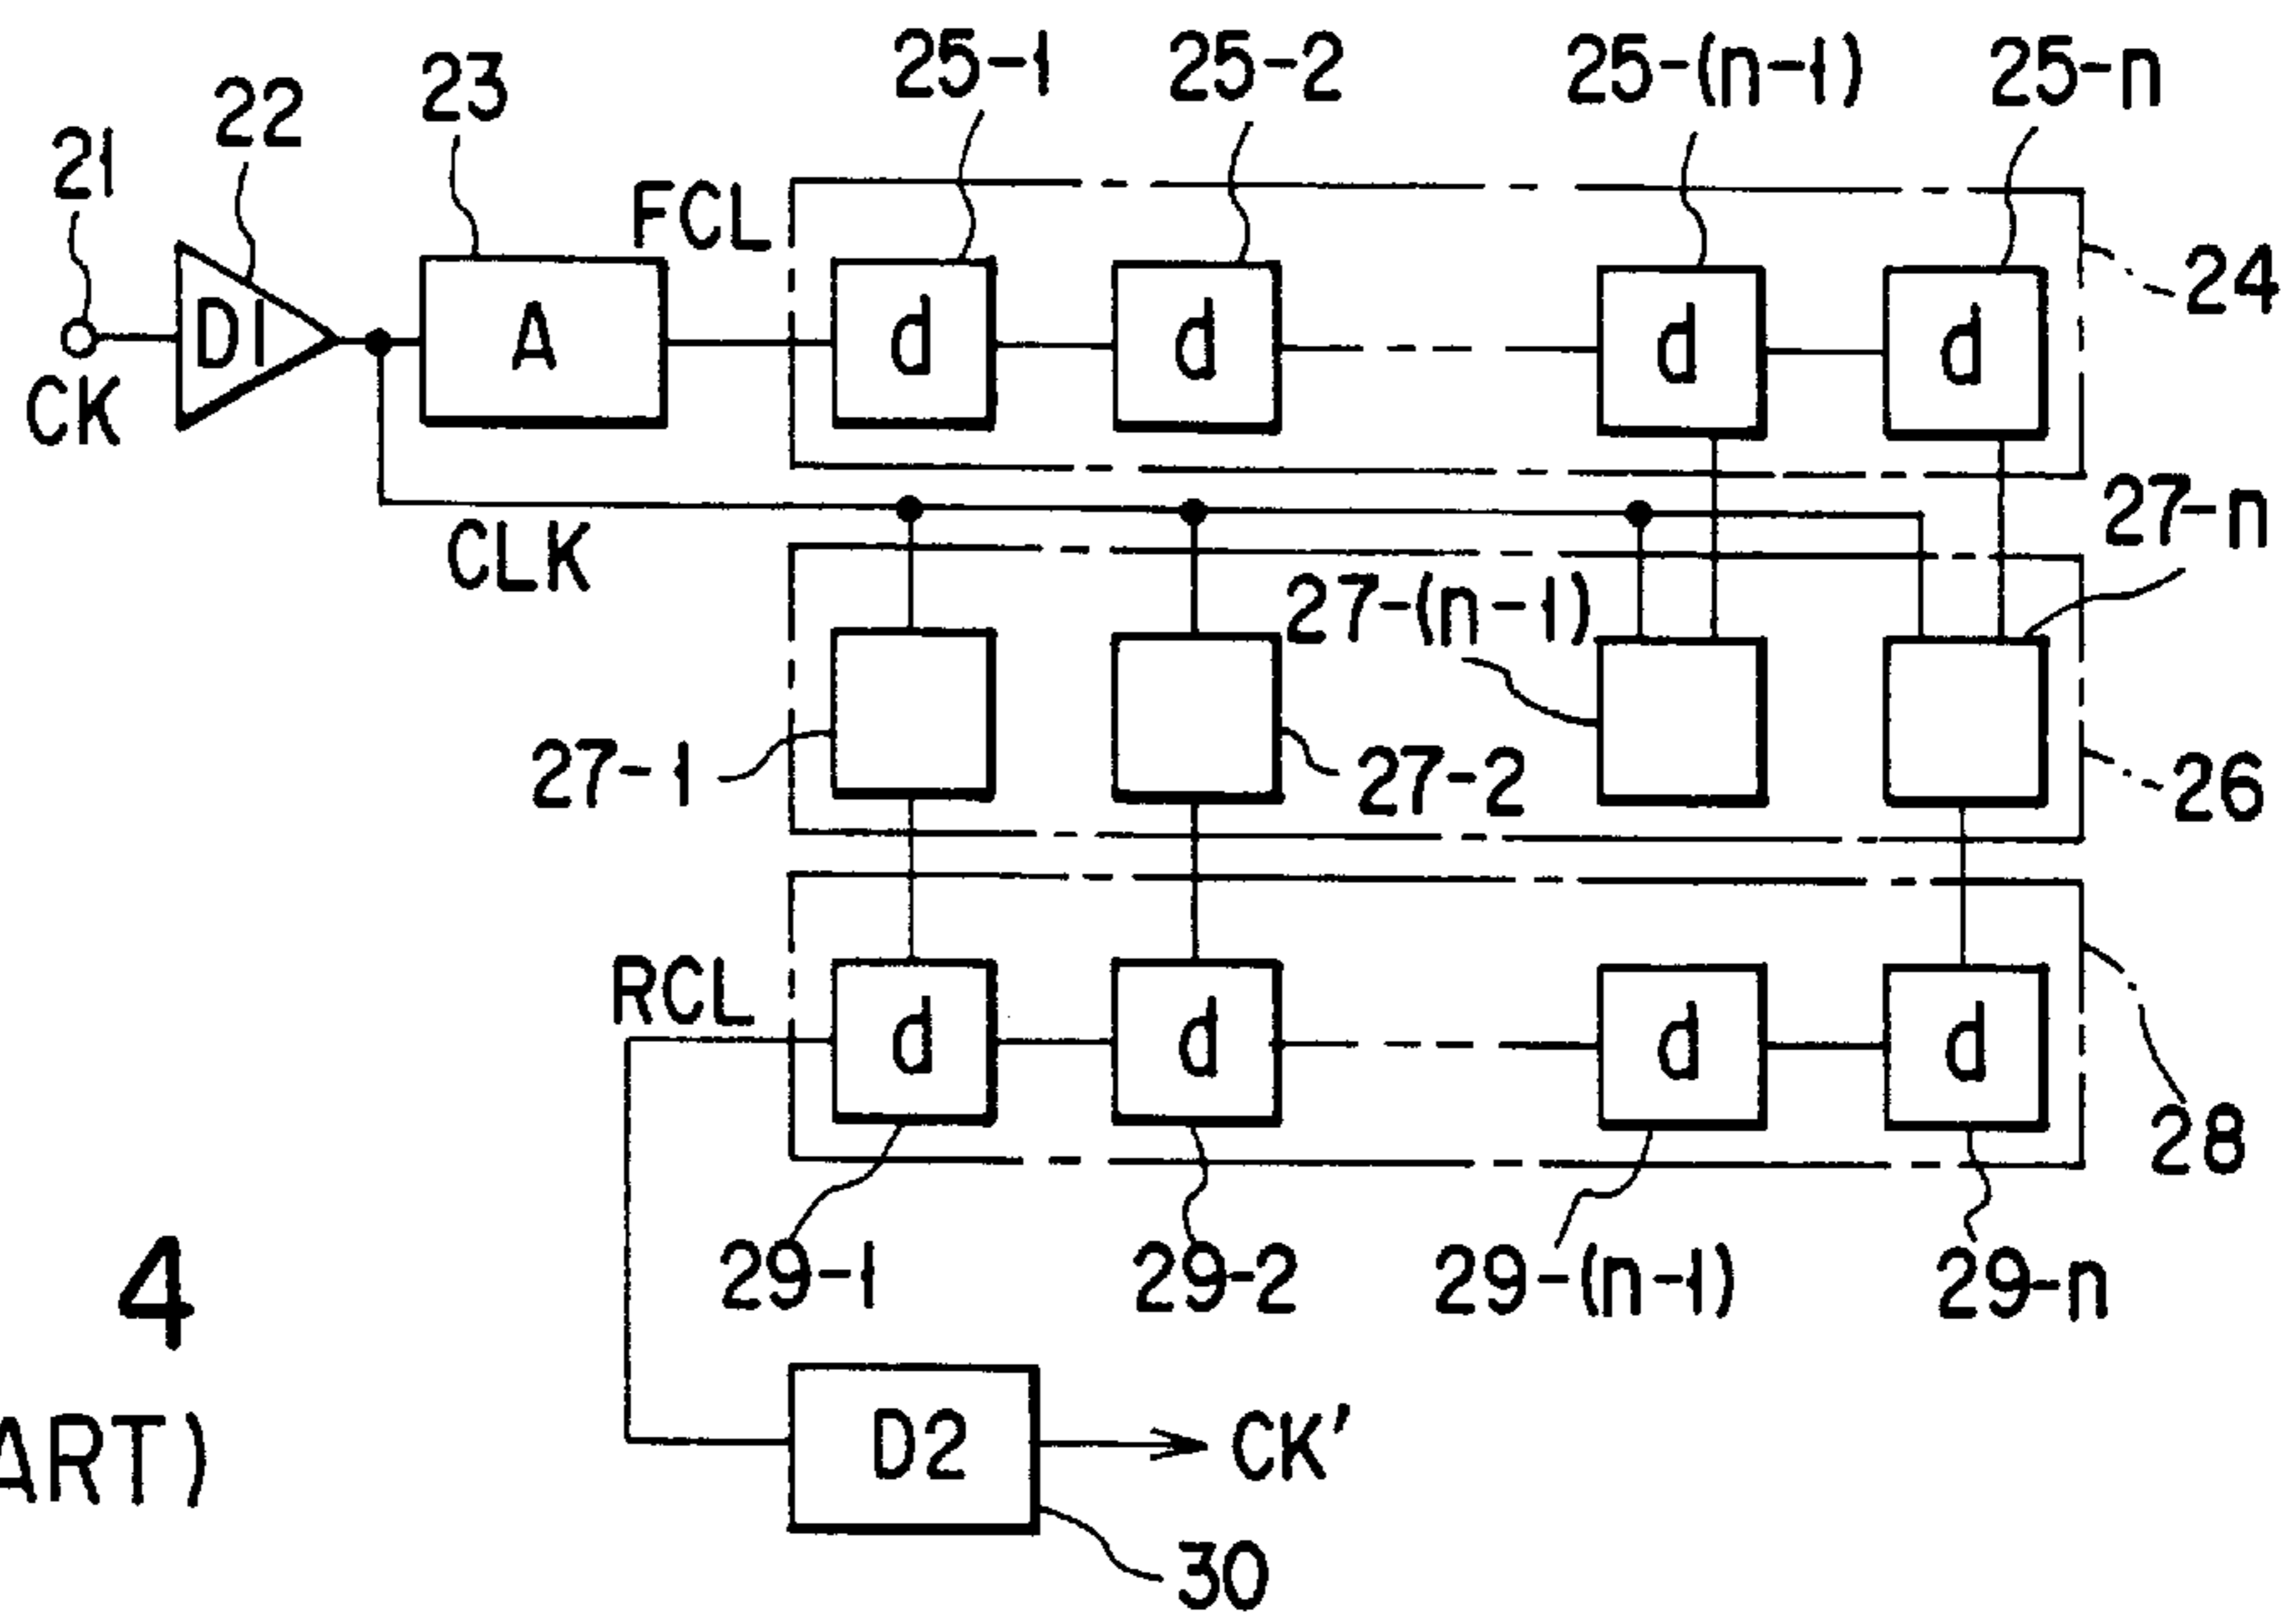 25-1 25-2 25-(n-1) 25-n
21 22 23
FCL
24
D1 A d d d d
CK
CLK
27-n
27-(n-1)
27-1 27-2
26
RCL
d d d d
28
29-1 29-2 29-(n-1) 29-n
4
D2 CK'
ART)
30